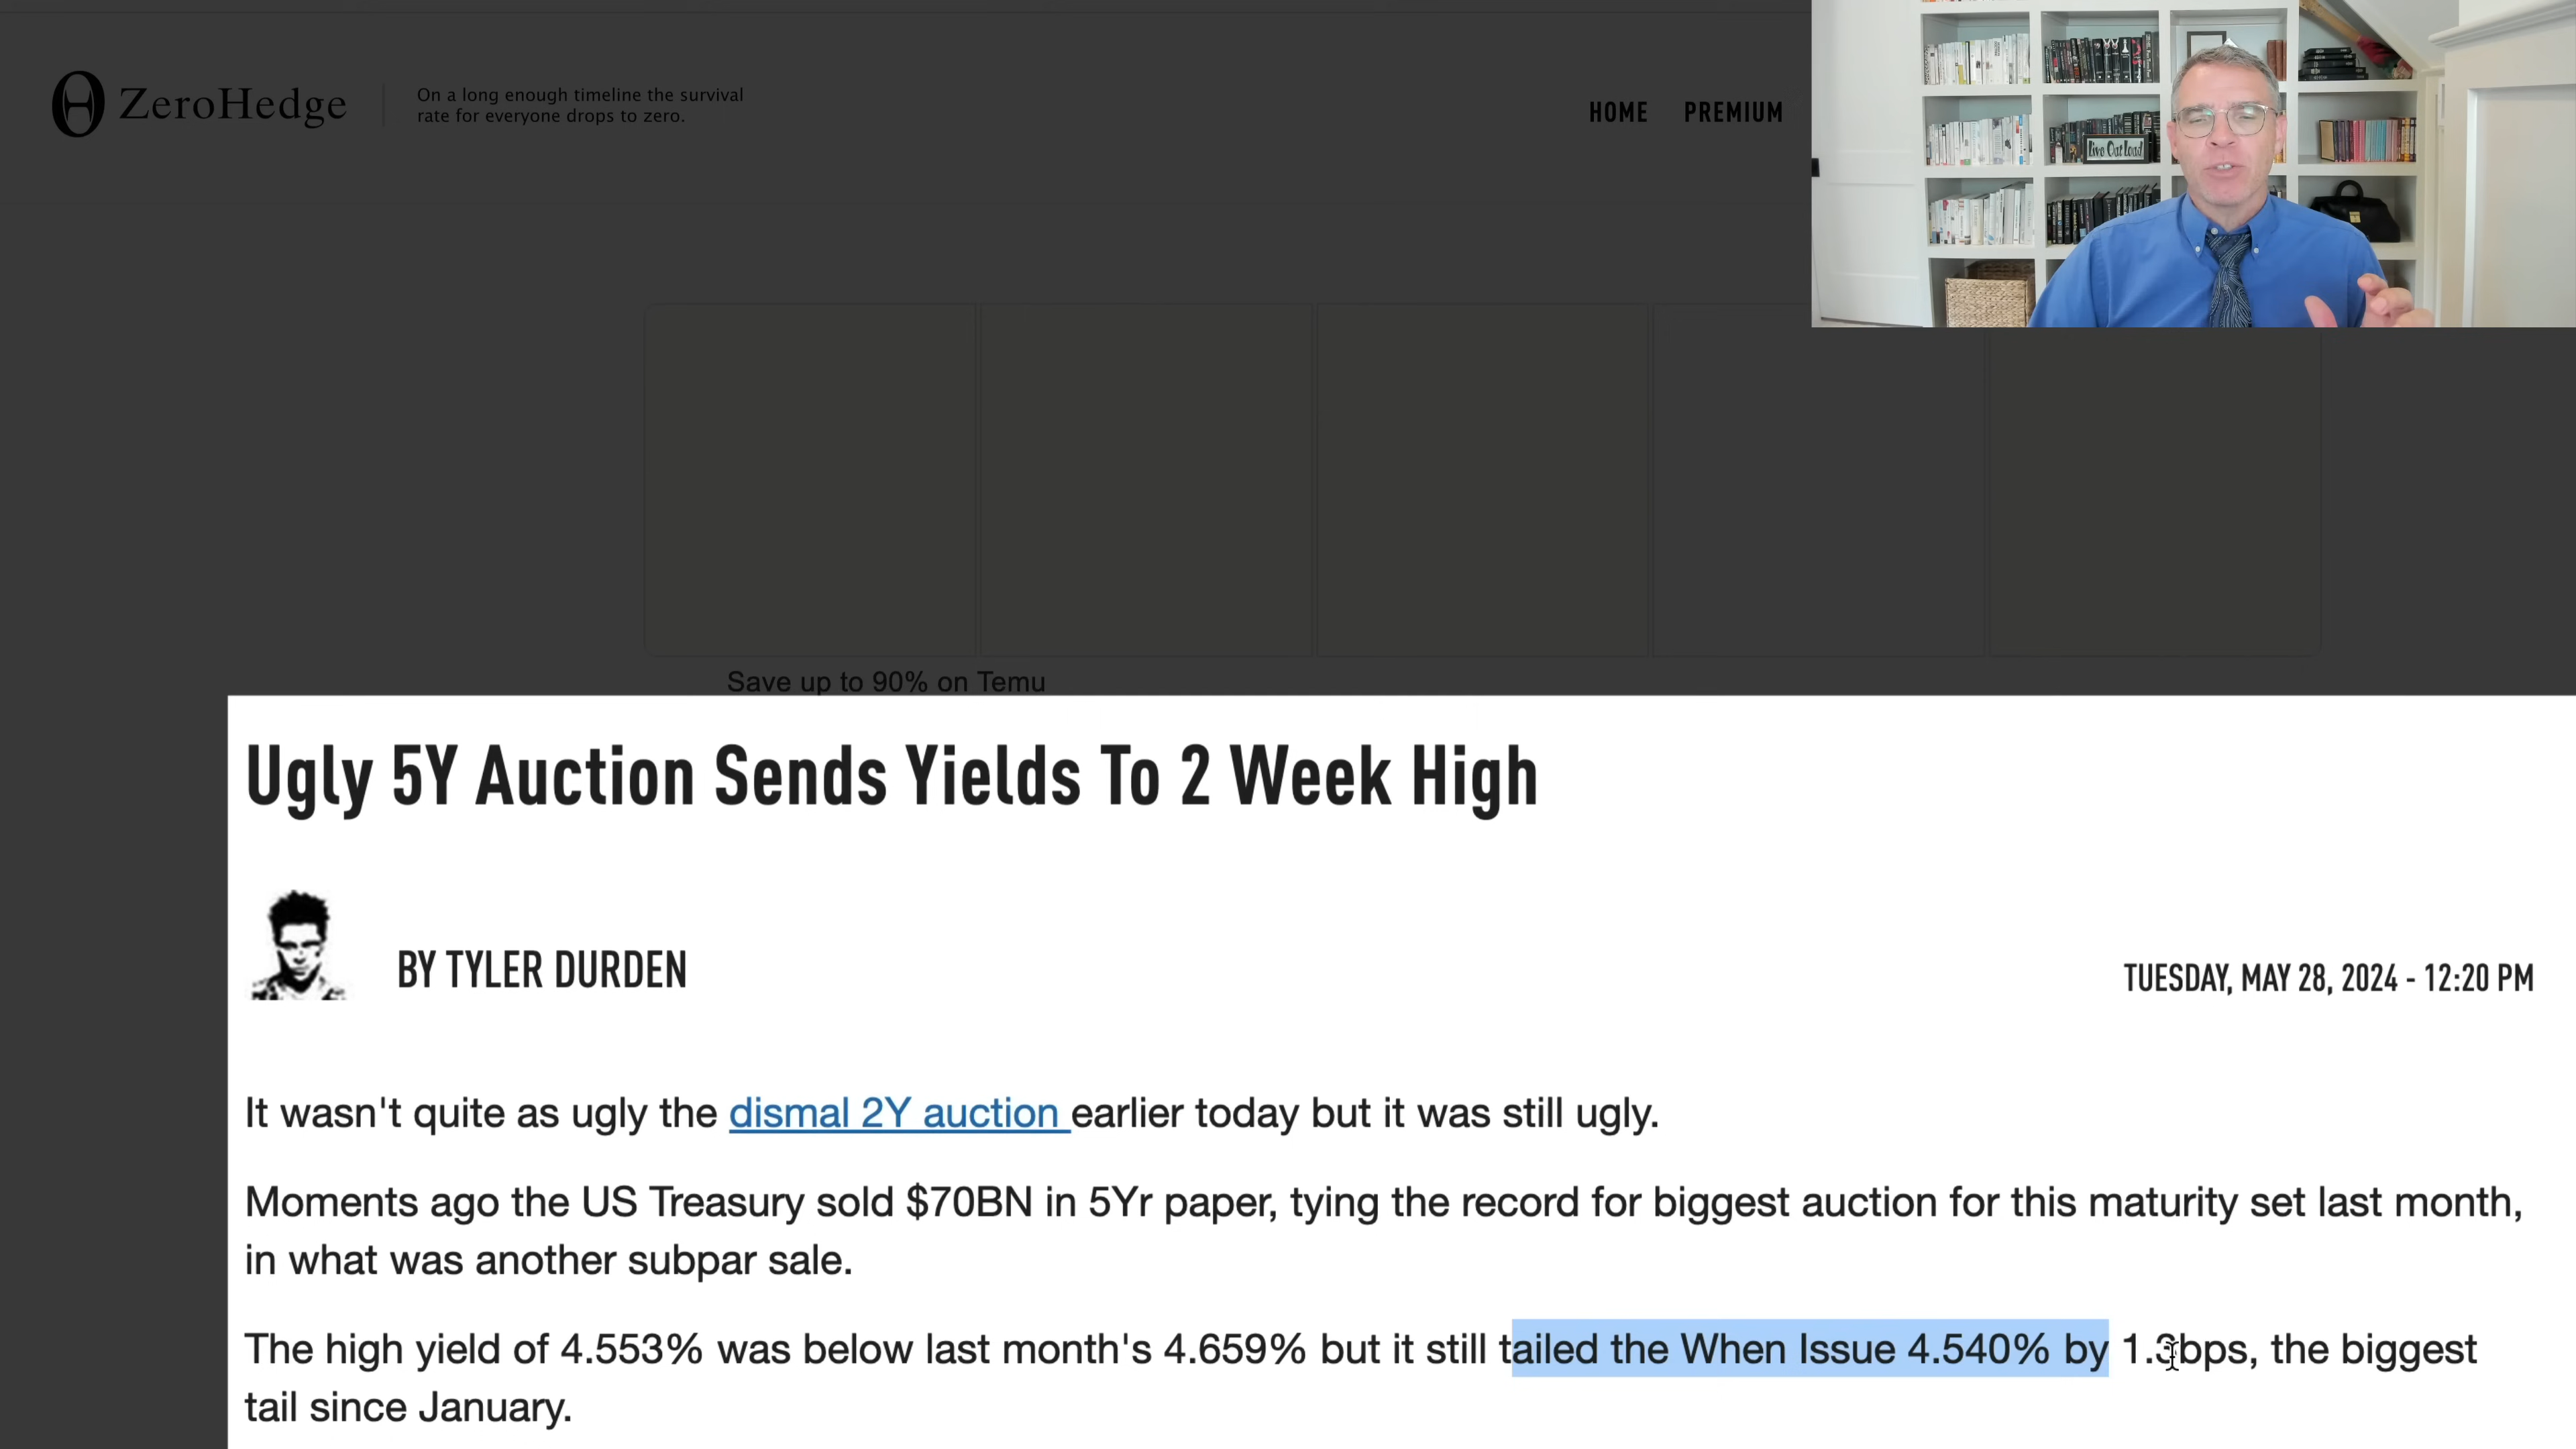 ZeroHedge
On a long enough timeline the survival
rate for everyone drops to zero.
HOME PREMIUM
Live Out Loud
Save up to 90% on Temu
Ugly 5Y Auction Sends Yields To 2 Week High
BY TYLER DURDEN
TUESDAY, MAY 28, 2024 - 12:20 PM
It wasn't quite as ugly the dismal 2Y auction earlier today but it was still ugly.
Moments ago the US Treasury sold $70BN in 5Yr paper, tying the record for biggest auction for this maturity set last month,
in what was another subpar sale.
The high yield of 4.553% was below last month's 4.659% but it still tailed the When Issue 4.540% by 1.3bps, the biggest
tail since January.